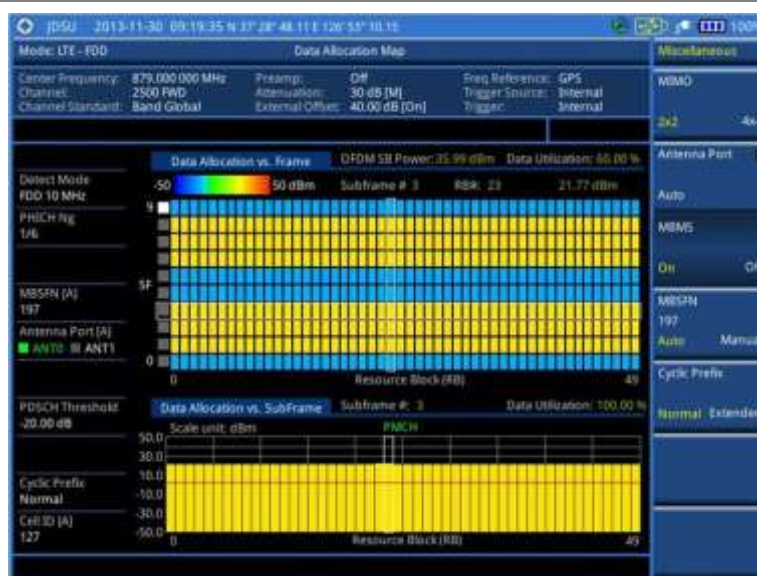 JDSU 2013-11-30 09:19:35 N 37° 28' 48.11 E 126° 53' 10.15 100%
Mode: LTE - FDD Data Allocation Map Miscellaneous
Center Frequency: 879.000 000 MHz Preamp: Off Freq Reference: GPS
Channel: 2500 FWD Attenuation: 30 dB [M] Trigger Source: Internal
Channel Standard: Band Global External Offset: 40.00 dB [On] Trigger: Internal
MIMO
2x2 4x
Data Allocation vs. Frame OFDM SB Power: 35.99 dBm Data Utilization: 60.00 %
Antenna Port
Auto
Detect Mode
FDD 10 MHz
-50 50 dBm Subframe # 3 RB#: 23 21.77 dBm
9
PHICH Ng
1/6
MBMS
On
SF
MBSFN [A]
197
MBSFN
197
Auto Manua
Antenna Port [A]
ANT0 ANT1
0
0 Resource Block (RB) 49
Cyclic Prefix
Normal Extende
PDSCH Threshold
-20.00 dB
Data Allocation vs. SubFrame Subframe #: 3 Data Utilization: 100.00 %
Scale unit: dBm PMCH
50.0
30.0
10.0
-10.0
-30.0
-50.0
Cyclic Prefix
Normal
Cell ID [A]
127
0 Resource Block (RB) 49